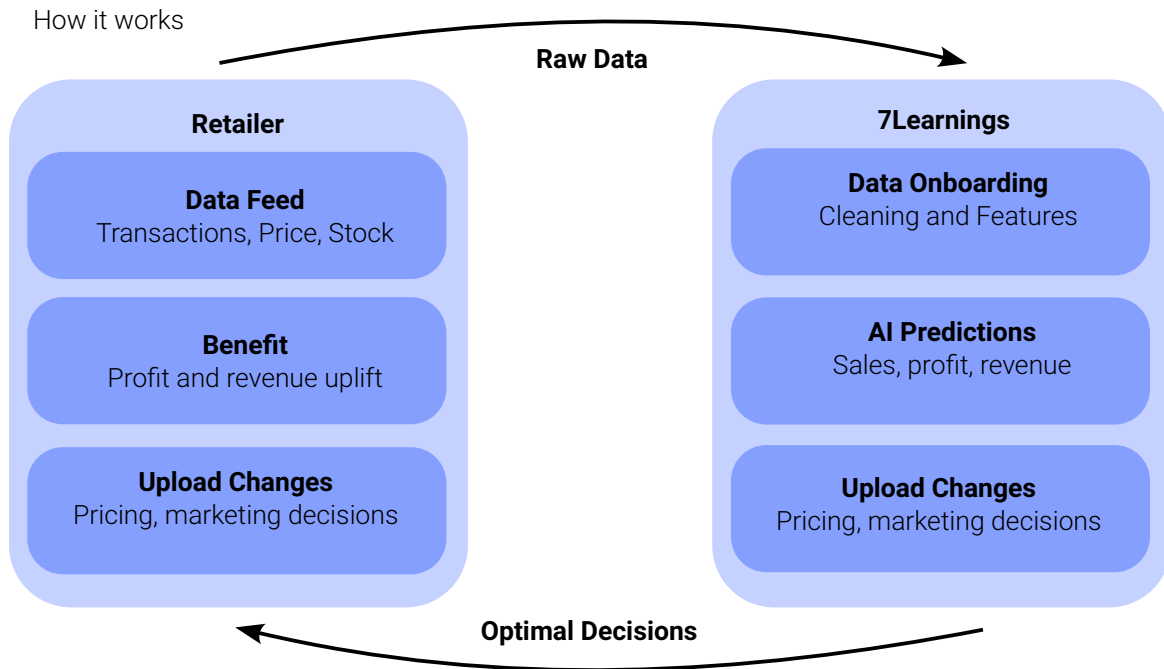 How it works
Raw Data
Retailer
Data Feed
Transactions, Price, Stock
Benefit
Profit and revenue uplift
Upload Changes
Pricing, marketing decisions
7Learnings
Data Onboarding
Cleaning and Features
AI Predictions
Sales, profit, revenue
Upload Changes
Pricing, marketing decisions
Optimal Decisions